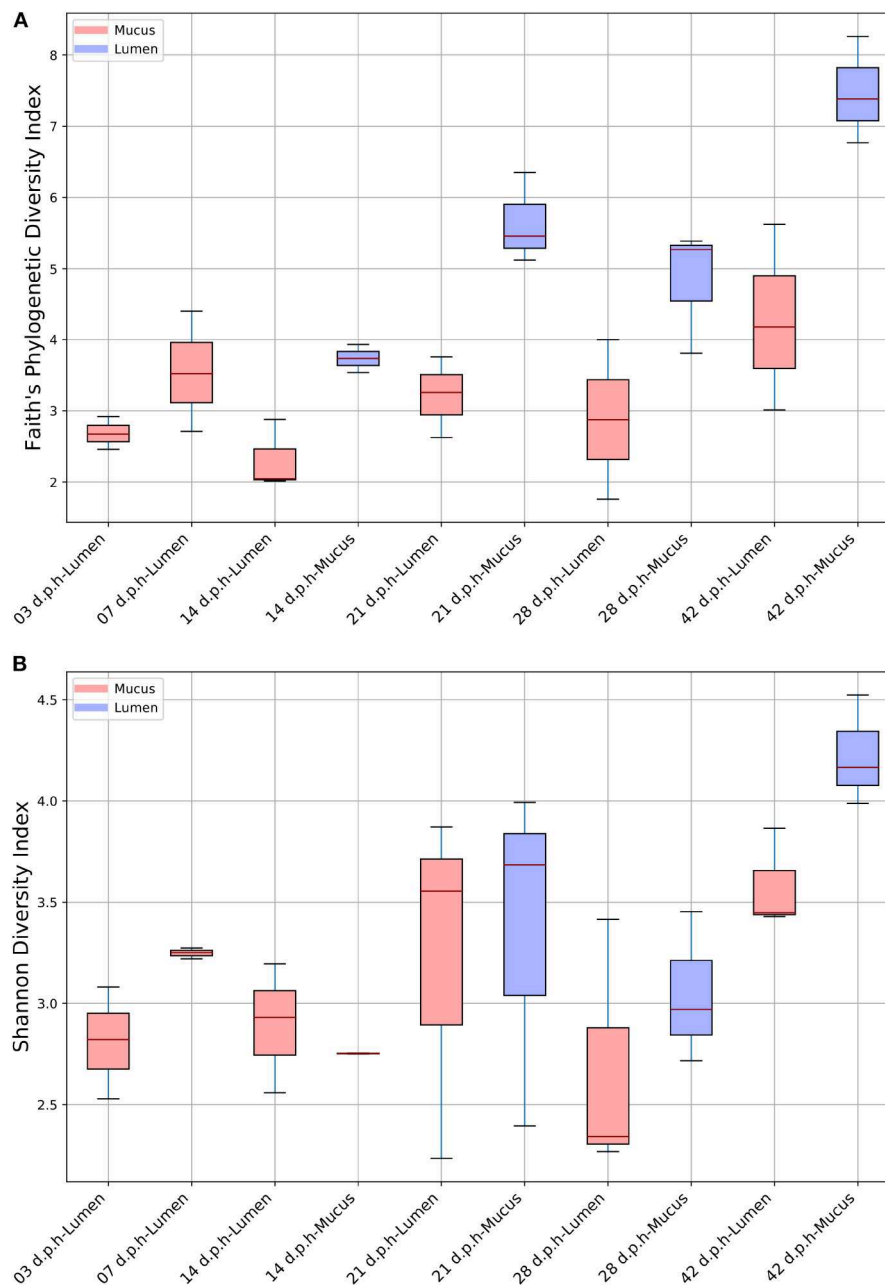 A
Mucus
Lumen
Faith's Phylogenetic Diversity Index
8
7
6
5
4
3
2
03 d.p.h-Lumen
07 d.p.h-Lumen
14 d.p.h-Lumen
14 d.p.h-Mucus
21 d.p.h-Lumen
21 d.p.h-Mucus
28 d.p.h-Lumen
28 d.p.h-Mucus
42 d.p.h-Lumen
42 d.p.h-Mucus
B
Mucus
Lumen
Shannon Diversity Index
4.5
4.0
3.5
3.0
2.5
03 d.p.h-Lumen
07 d.p.h-Lumen
14 d.p.h-Lumen
14 d.p.h-Mucus
21 d.p.h-Lumen
21 d.p.h-Mucus
28 d.p.h-Lumen
28 d.p.h-Mucus
42 d.p.h-Lumen
42 d.p.h-Mucus